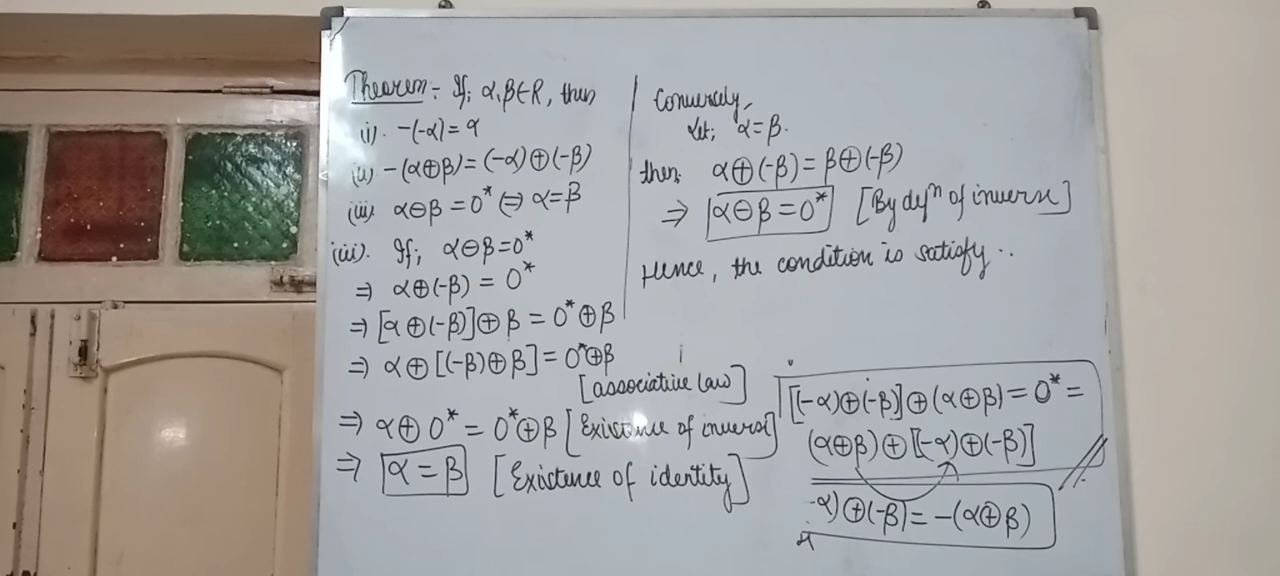 Theorem:- If; α,β∈R, then
(i). -(-α)=α
(ii) -(α⊕β)=(-α)⊕(-β)
(iii) α⊖β=0* ⇔ α=β
(iii). If; α⊖β=0*
⇒ α⊕(-β) = 0*
⇒ [α⊕(-β)]⊕β = 0*⊕β
⇒ α⊕[(-β)⊕β]=0*⊕β
[associative law]
⇒ α⊕0* = 0*⊕β [Existence of inverse]
⇒ α=β [Existence of identity]
Conversely,
Let; α=β.
then; α⊕(-β)=β⊕(-β)
⇒ α⊖β=0* [By defⁿ of inverse]
Hence, the condition is satisfy..
[(-α)⊕(-β)]⊕(α⊕β)=0*=
(α⊕β)⊕[(-α)⊕(-β)]
-α)⊕(-β)=-(α⊕β)